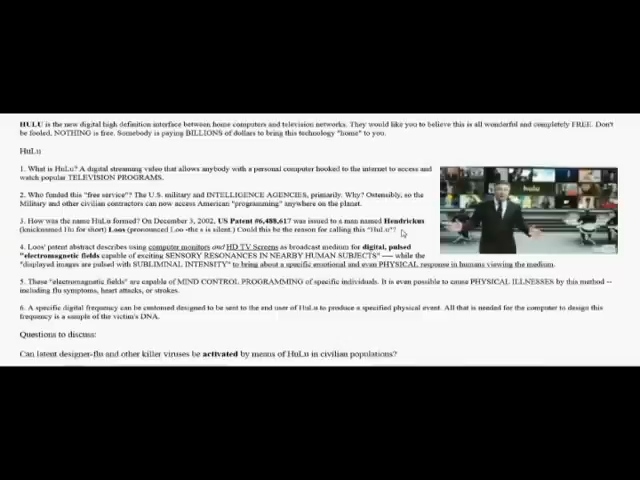 HULU is the new digital high definition interface between home computers and television networks. They would like you to believe this is all wonderful and completely FREE. Don't
be fooled, NOTHING is free. Somebody is paying BILLIONS of dollars to bring this technology "home" to you.
HuLu
1. What is HuLu? A digital streaming video that allows anybody with a personal computer hooked to the internet to access and
watch popular TELEVISION PROGRAMS.
2. Who funded this "free service"? The U.S. military and INTELLIGENCE AGENCIES, primarily. Why? Ostensibly, so the
Military and other civilian contractors can now access American "programming" anywhere on the planet.
3. How was the name HuLu formed? On December 3, 2002, US Patent #6,488,617 was issued to a man named Hendrickus
(knicknamed Hu for short) Loos (pronounced Loo -the s is silent.) Could this be the reason for calling this "HuLu"?
4. Loos' patent abstract describes using computer monitors and HD TV Screens as broadcast medium for digital, pulsed
"electromagnetic fields capable of exciting SENSORY RESONANCES IN NEARBY HUMAN SUBJECTS" ---- while the
"displayed images are pulsed with SUBLIMINAL INTENSITY" to bring about a specific emotional and even PHYSICAL response in humans viewing the medium.
5. These "electromagnetic fields" are capable of MIND CONTROL PROGRAMMING of specific individuals. It is even possible to cause PHYSICAL ILLNESSES by this method --
including flu symptoms, heart attacks, or strokes.
6. A specific digital frequency can be customed designed to be sent to the end user of HuLu to produce a specified physical event. All that is needed for the computer to design this
frequency is a sample of the victim's DNA.
Questions to discuss:
Can latent designer-flu and other killer viruses be activated by means of HuLu in civilian populations?
hulu